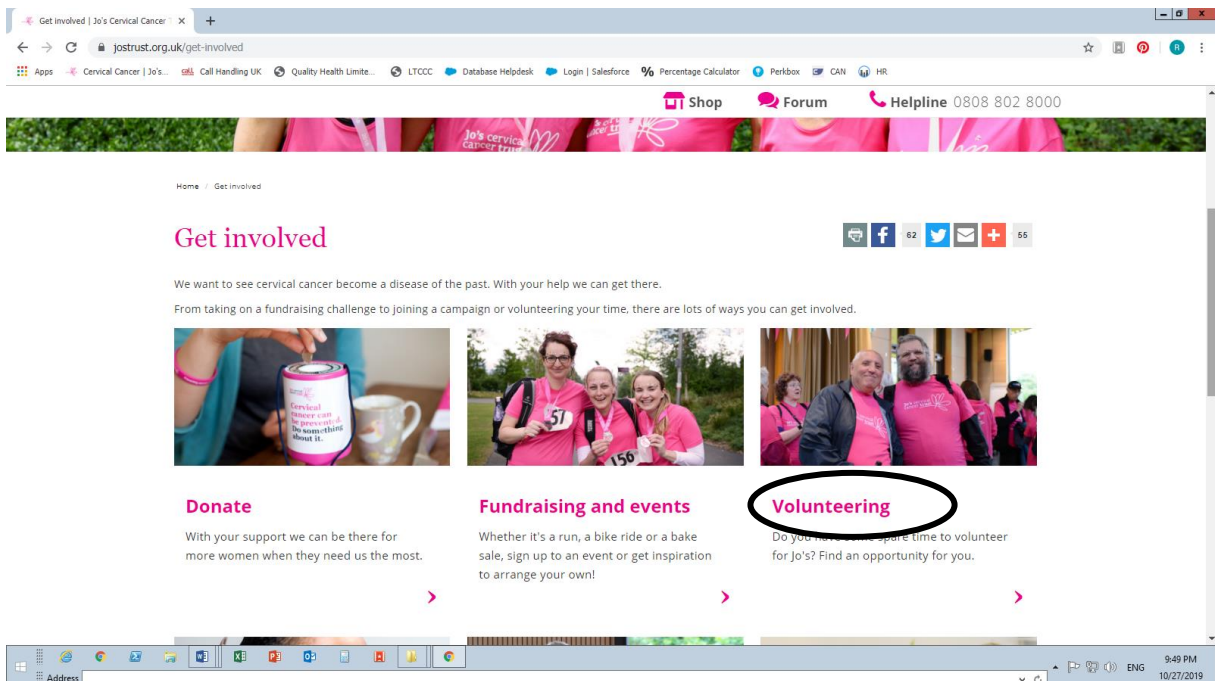 Get involved | Jo's Cervical Cancer T
jostrust.org.uk/get-involved
Apps Cervical Cancer | Jo's... CALL Call Handling UK Quality Health Limite... LTCCC Database Helpdesk Login | Salesforce Percentage Calculator Perkbox CAN HR
Shop Forum Helpline 0808 802 8000
Jo's cervical
cancer trust
Home / Get involved
Get involved
62 55
We want to see cervical cancer become a disease of the past. With your help we can get there.
From taking on a fundraising challenge to joining a campaign or volunteering your time, there are lots of ways you can get involved.
Cervical
cancer can
be prevented.
Do something
about it.
57
156
Donate
With your support we can be there for
more women when they need us the most.
Fundraising and events
Whether it's a run, a bike ride or a bake
sale, sign up to an event or get inspiration
to arrange your own!
Volunteering
Do you have some spare time to volunteer
for Jo's? Find an opportunity for you.
Address
ENG
9:49 PM
10/27/2019